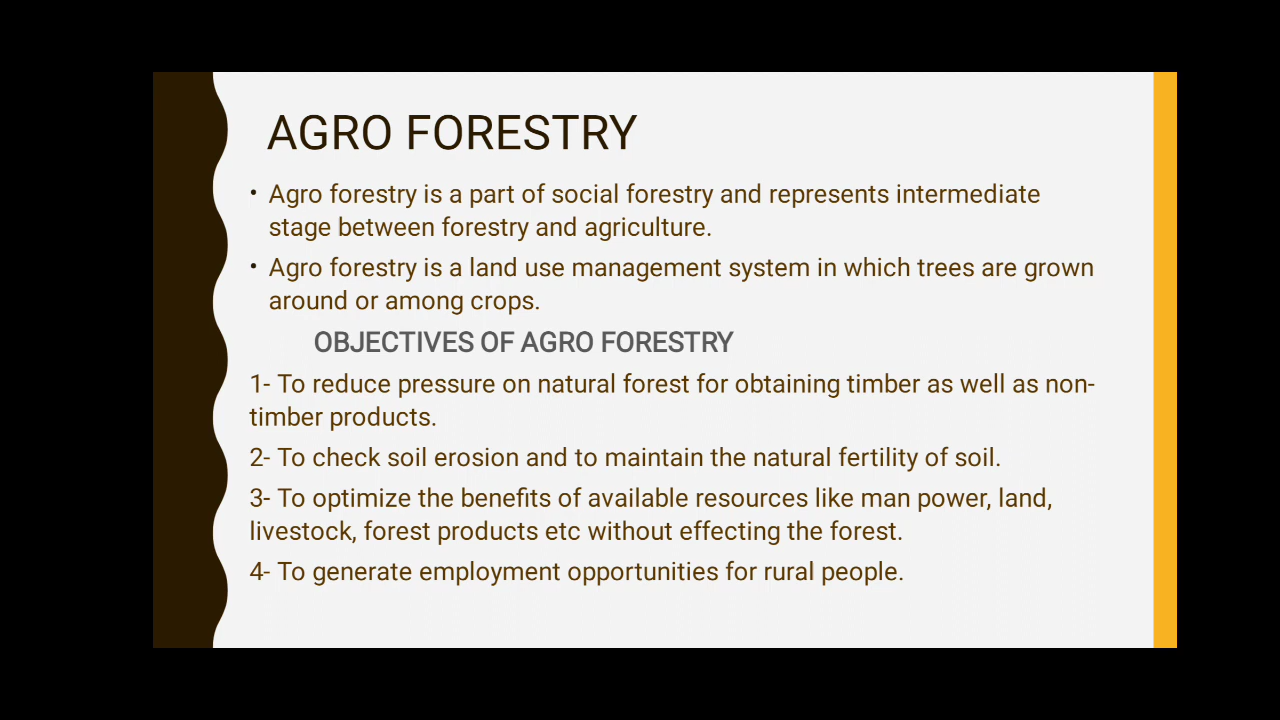 AGRO FORESTRY
• Agro forestry is a part of social forestry and represents intermediate
stage between forestry and agriculture.
• Agro forestry is a land use management system in which trees are grown
around or among crops.
OBJECTIVES OF AGRO FORESTRY
1- To reduce pressure on natural forest for obtaining timber as well as non-
timber products.
2- To check soil erosion and to maintain the natural fertility of soil.
3- To optimize the benefits of available resources like man power, land,
livestock, forest products etc without effecting the forest.
4- To generate employment opportunities for rural people.